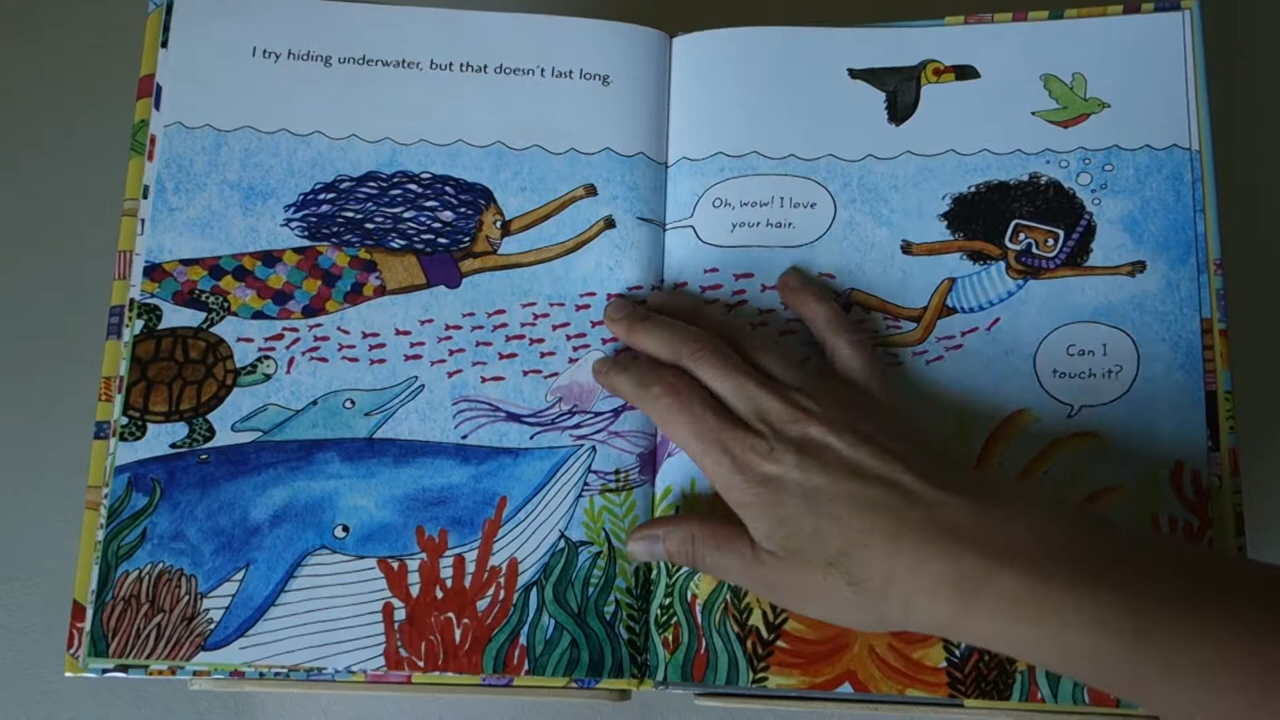 I try hiding underwater, but that doesn't last long.
Oh, wow! I love
your hair.
Can I
touch it?